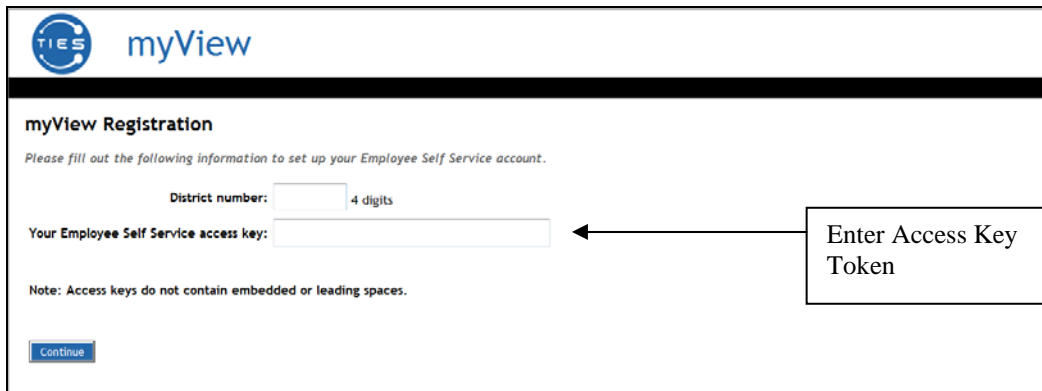 TIES
myView
myView Registration
Please fill out the following information to set up your Employee Self Service account.
District number: 4 digits
Your Employee Self Service access key:
Enter Access Key
Token
Note: Access keys do not contain embedded or leading spaces.
Continue